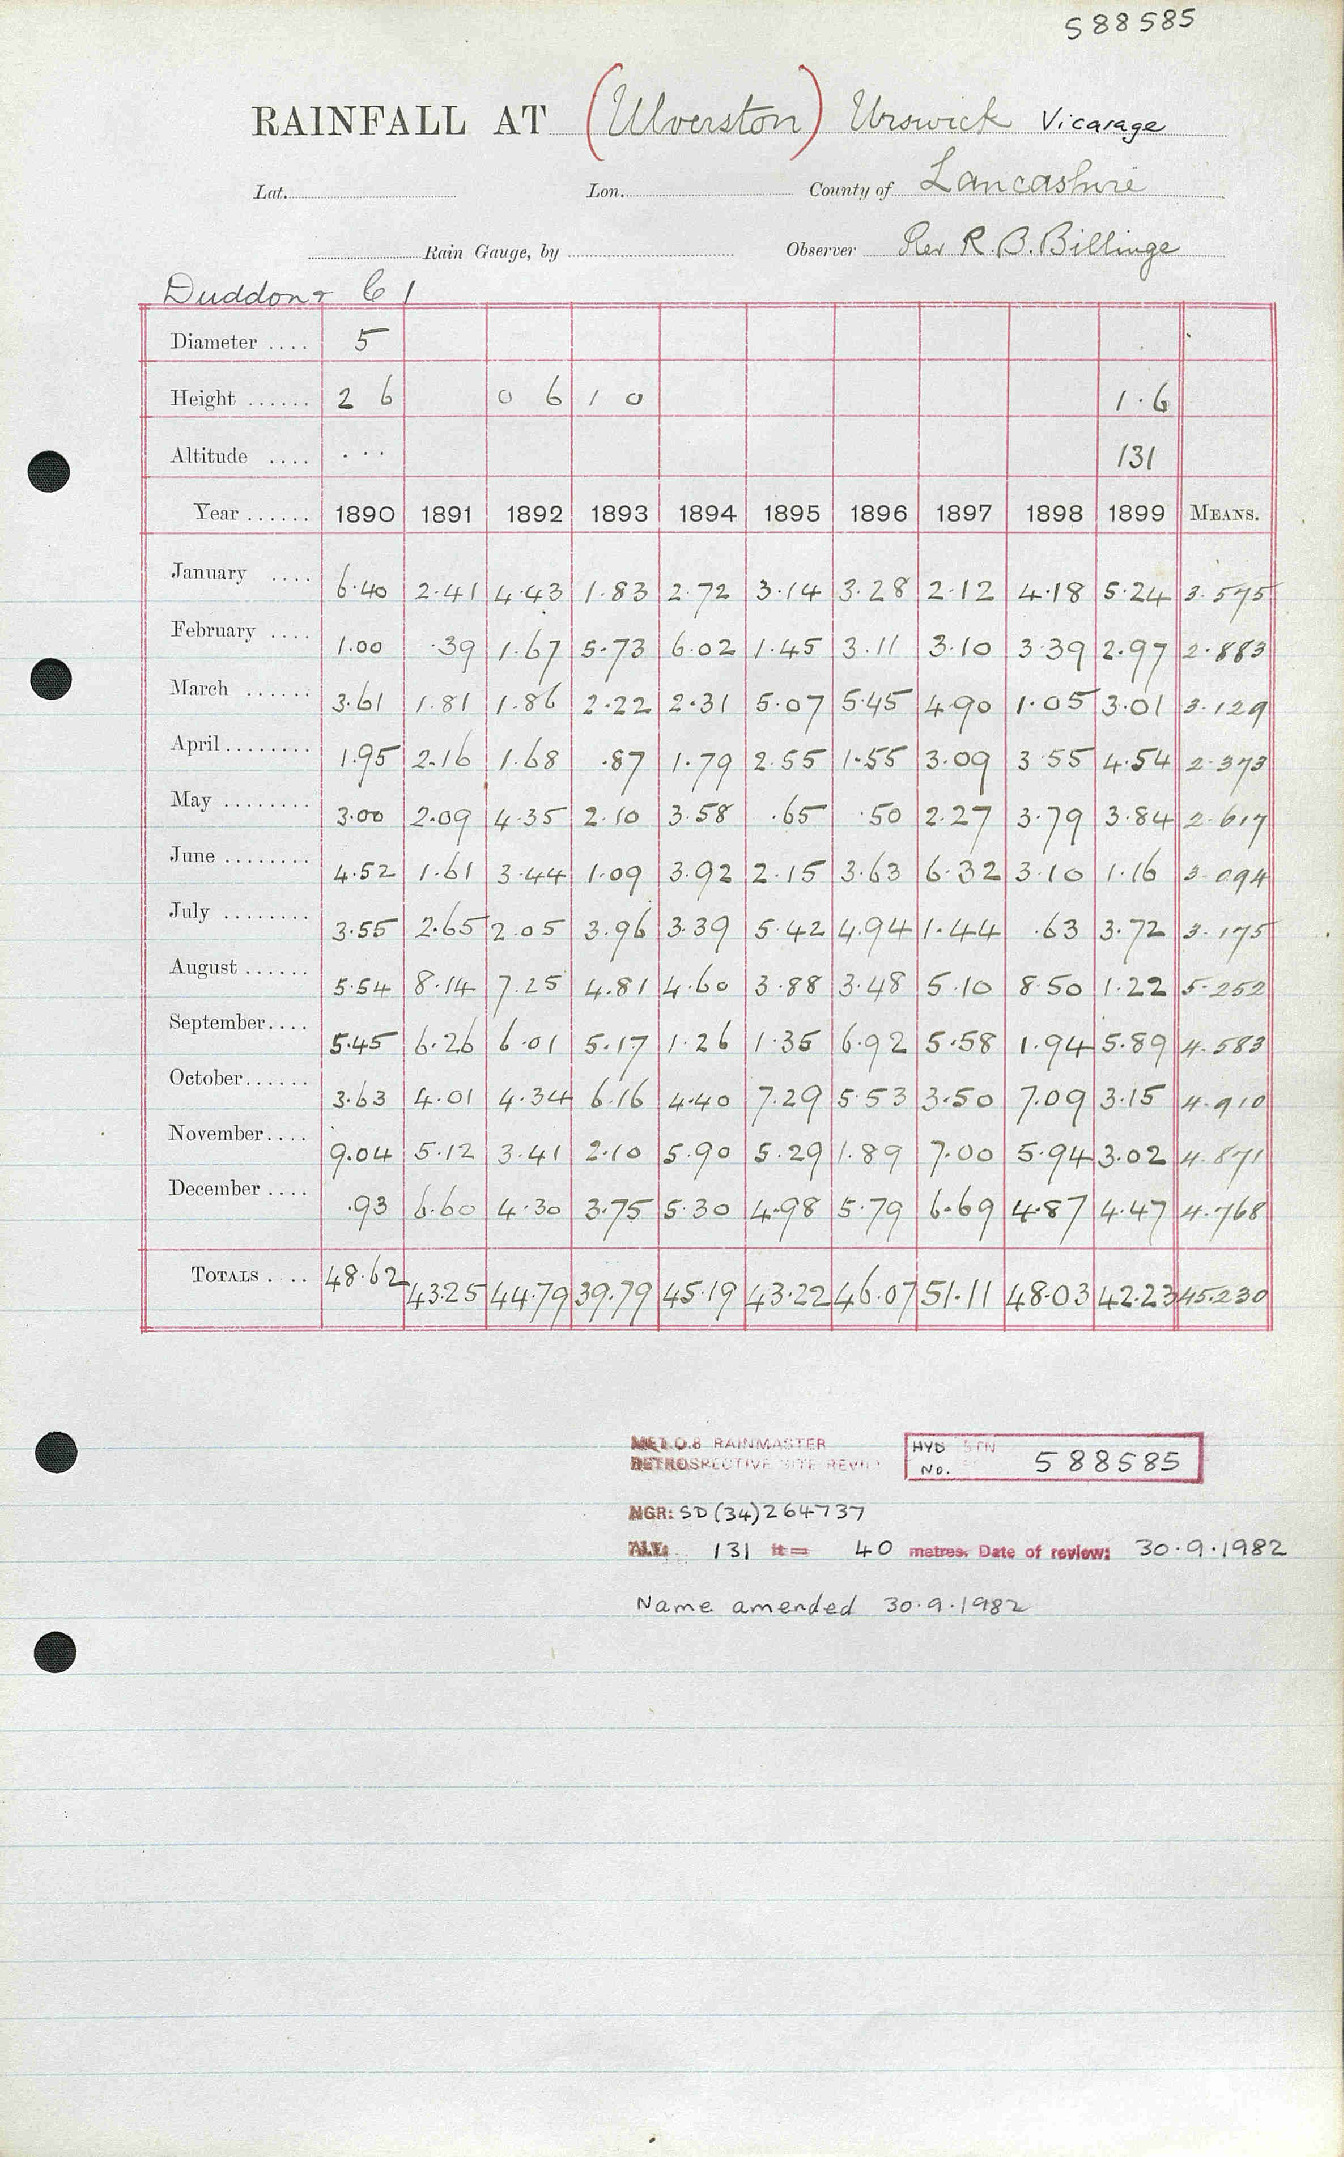 588585
RAINFALL AT (Ulverston) Urswick Vicarage
Lat. Lon. County of Lancashire
Rain Gauge, by Observer Rev R. B. Billinge
Duddon & C 1
Diameter .... 5
Height ...... 2 6 0 6 1 0 1.6
Altitude .... ... 131
Year ...... 1890 1891 1892 1893 1894 1895 1896 1897 1898 1899 MEANS.
January .... 6.40 2.41 4.43 1.83 2.72 3.14 3.28 2.12 4.18 5.24 3.575
February .... 1.00 .39 1.67 5.73 6.02 1.45 3.11 3.10 3.39 2.97 2.883
March ...... 3.61 1.81 1.86 2.22 2.31 5.07 5.45 4.90 1.05 3.01 3.129
April ........ 1.95 2.16 1.68 .87 1.79 2.55 1.55 3.09 3.55 4.54 2.373
May ........ 3.00 2.09 4.35 2.10 3.58 .65 .50 2.27 3.79 3.84 2.617
June ........ 4.52 1.61 3.44 1.09 3.92 2.15 3.63 6.32 3.10 1.16 3.094
July ........ 3.55 2.65 2.05 3.96 3.39 5.42 4.94 1.44 .63 3.72 3.175
August ...... 5.54 8.14 7.25 4.81 4.60 3.88 3.48 5.10 8.50 1.22 5.252
September.... 5.45 6.26 6.01 5.17 1.26 1.35 6.92 5.58 1.94 5.89 4.583
October...... 3.63 4.01 4.34 6.16 4.40 7.29 5.53 3.50 7.09 3.15 4.910
November.... 9.04 5.12 3.41 2.10 5.90 5.29 1.89 7.00 5.94 3.02 4.871
December .... .93 6.60 4.30 3.75 5.30 4.98 5.79 6.69 4.87 4.47 4.768
TOTALS .... 48.62 43.25 44.79 39.79 45.19 43.22 46.07 51.11 48.03 42.23 45.230
MET.O.8 RAINMASTER
RETROSPECTIVE SITE REVIEW
HYD STN
No. 588585
NGR: SD(34)264737
ALT: 131 ft = 40 metres. Date of review: 30.9.1982
Name amended 30.9.1982